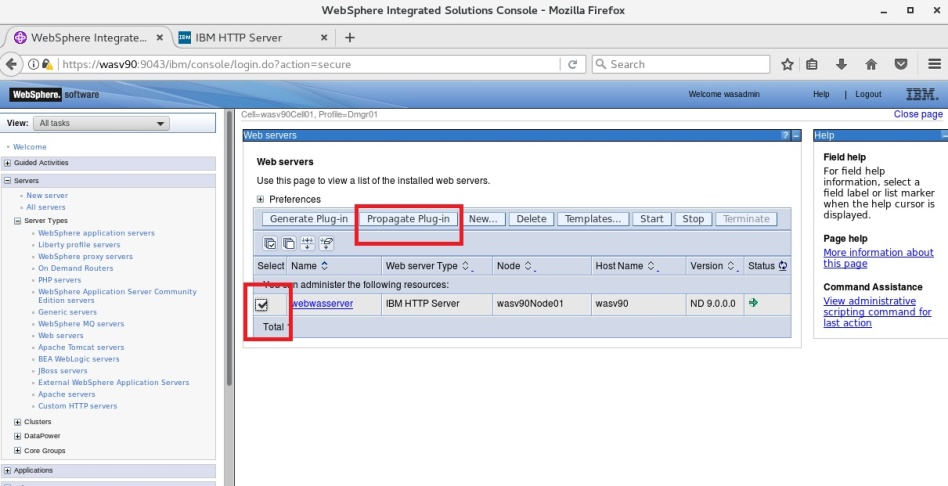 WebSphere Integrated Solutions Console - Mozilla Firefox
WebSphere Integrate...
IBM HTTP Server
https://wasv90:9043/ibm/console/login.do?action=secure
Search
WebSphere. software
Welcome wasadmin
Help | Logout
IBM.
View: All tasks
Cell=wasv90Cell01, Profile=Dmgr01
Close page
Welcome
Guided Activities
Servers
New server
All servers
Server Types
WebSphere application servers
Liberty profile servers
WebSphere proxy servers
On Demand Routers
PHP servers
WebSphere Application Server Community
Edition servers
Generic servers
WebSphere MQ servers
Web servers
Apache Tomcat servers
BEA WebLogic servers
JBoss servers
External WebSphere Application Servers
Apache servers
Custom HTTP servers
Clusters
DataPower
Core Groups
Applications
Web servers
Web servers
Use this page to view a list of the installed web servers.
Preferences
Generate Plug-in Propagate Plug-in New... Delete Templates... Start Stop Terminate
Select Name Web server Type Node Host Name Version Status
You can administer the following resources:
webwasserver IBM HTTP Server wasv90Node01 wasv90 ND 9.0.0.0
Total
Help
Field help
For field help
information, select a
field label or list marker
when the help cursor is
displayed.
Page help
More information about
this page
Command Assistance
View administrative
scripting command for
last action